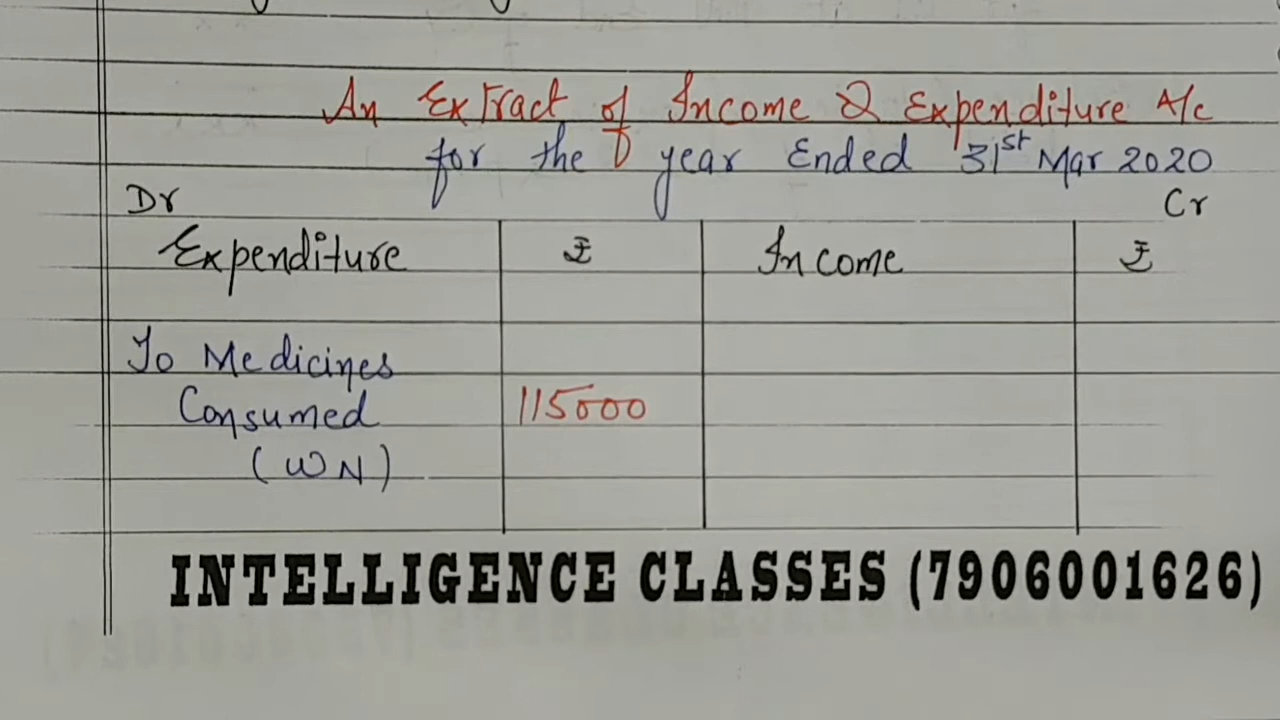 An Extract of Income & Expenditure A/c
for the year Ended 31st Mar 2020
Dr Cr
Expenditure ₹ Income ₹
To Medicines
Consumed 115000
(WN)
INTELLIGENCE CLASSES (7906001626)